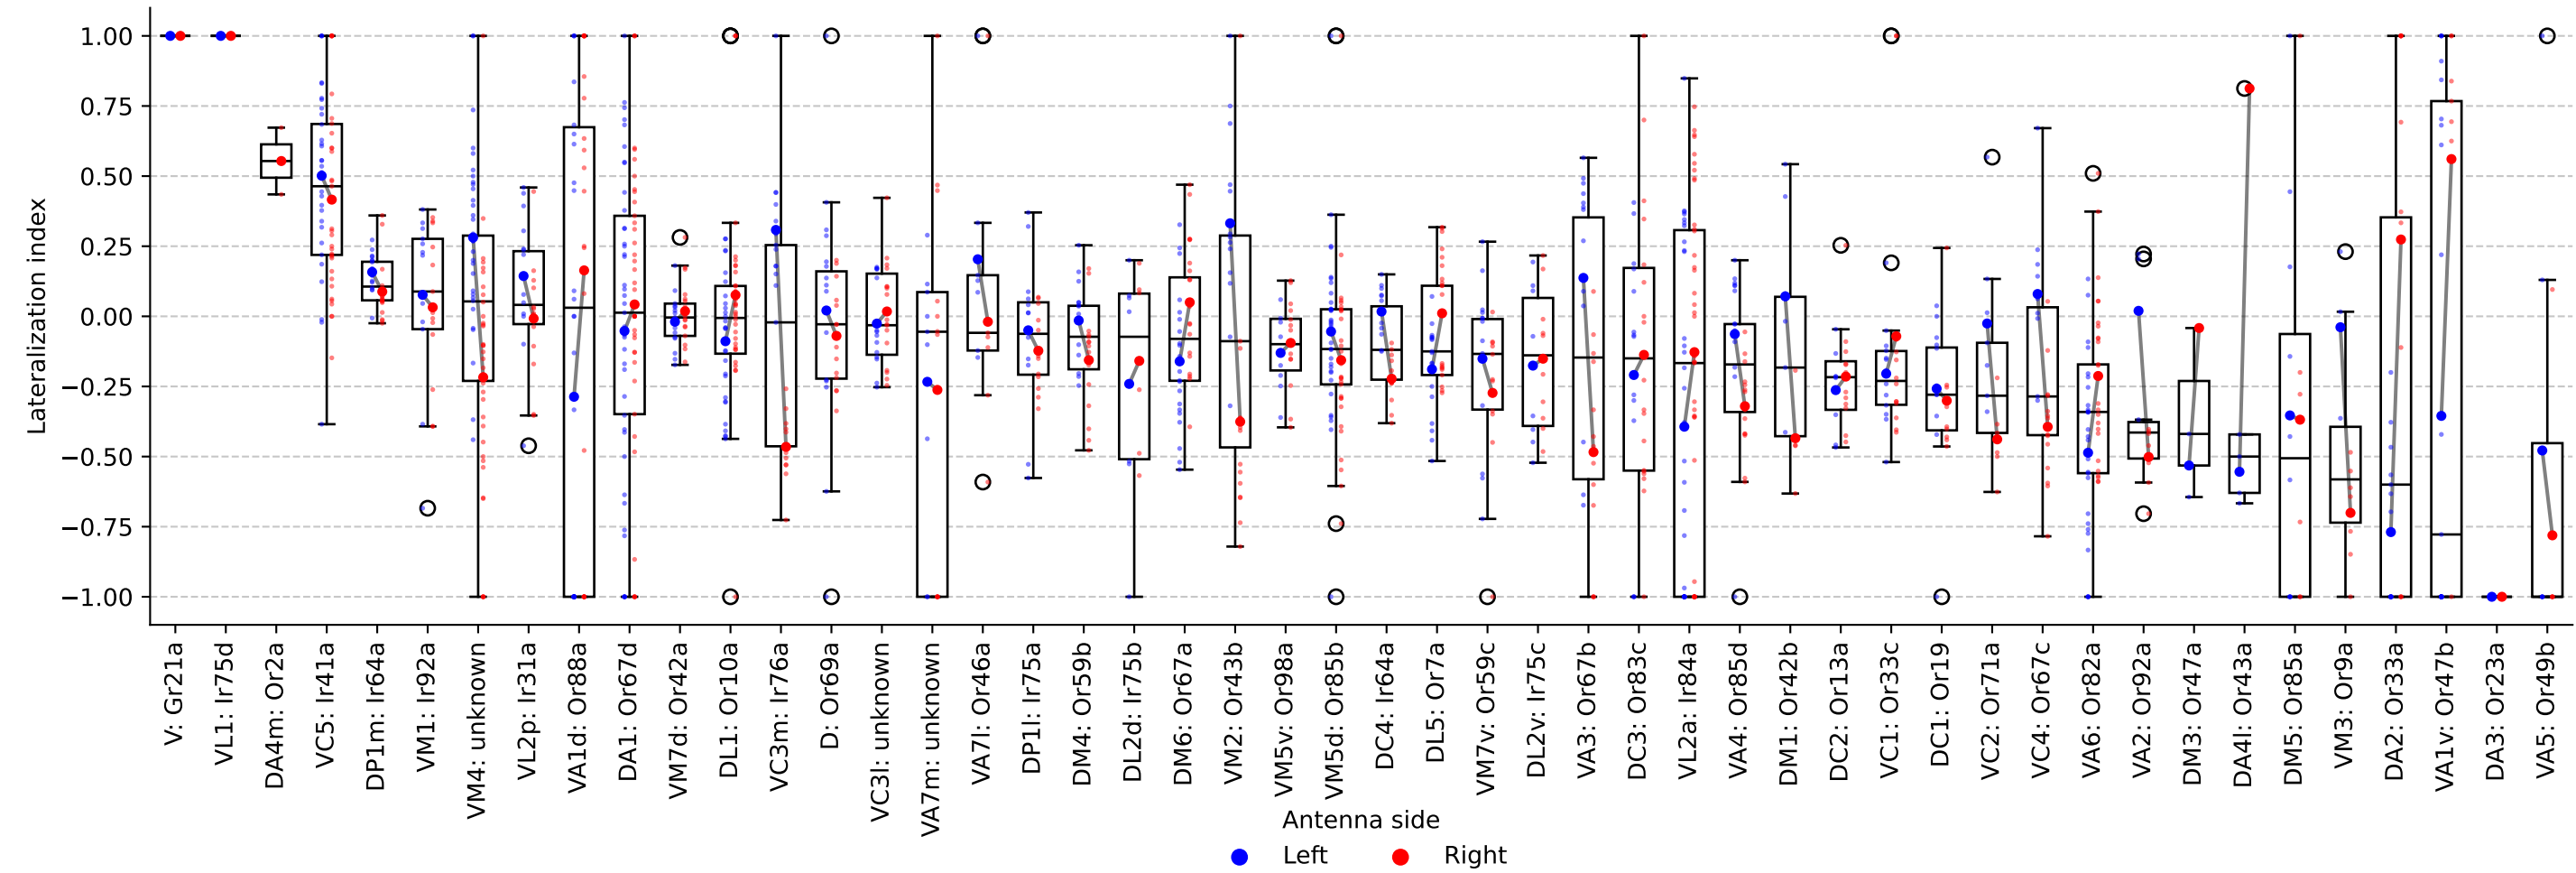 Lateralization index
1.00
0.75
0.50
0.25
0.00
−0.25
−0.50
−0.75
−1.00
V: Gr21a
VL1: Ir75d
DA4m: Or2a
VC5: Ir41a
DP1m: Ir64a
VM1: Ir92a
VM4: unknown
VL2p: Ir31a
VA1d: Or88a
DA1: Or67d
VM7d: Or42a
DL1: Or10a
VC3m: Ir76a
D: Or69a
VC3l: unknown
VA7m: unknown
VA7l: Or46a
DP1l: Ir75a
DM4: Or59b
DL2d: Ir75b
DM6: Or67a
VM2: Or43b
VM5v: Or98a
VM5d: Or85b
DC4: Ir64a
DL5: Or7a
VM7v: Or59c
DL2v: Ir75c
VA3: Or67b
DC3: Or83c
VL2a: Ir84a
VA4: Or85d
DM1: Or42b
DC2: Or13a
VC1: Or33c
DC1: Or19
VC2: Or71a
VC4: Or67c
VA6: Or82a
VA2: Or92a
DM3: Or47a
DA4l: Or43a
DM5: Or85a
VM3: Or9a
DA2: Or33a
VA1v: Or47b
DA3: Or23a
VA5: Or49b
Antenna side
Left Right